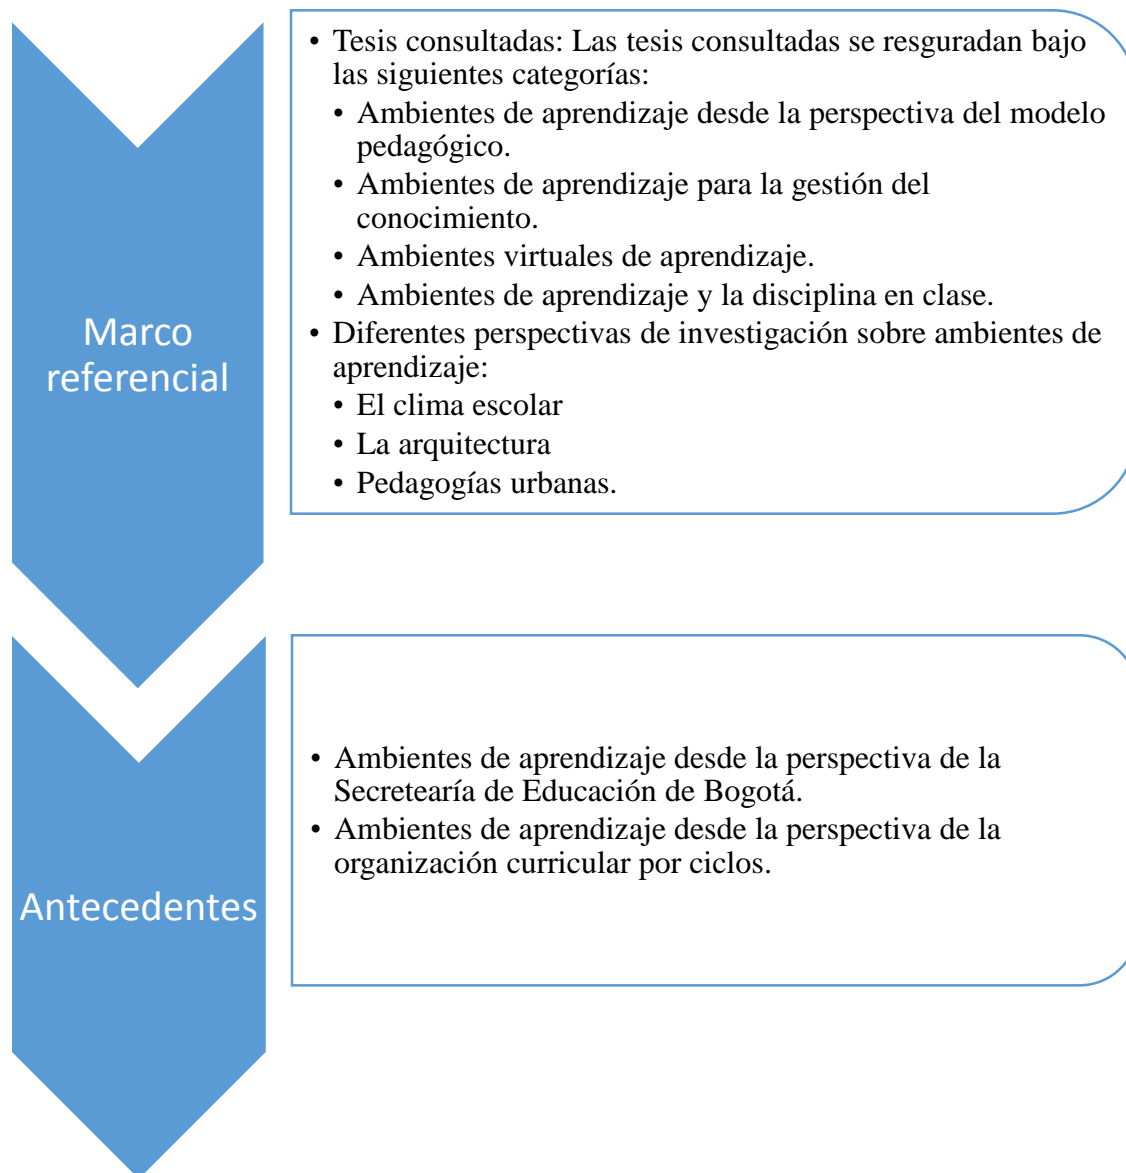 Marco
referencial
• Tesis consultadas: Las tesis consultadas se resguradan bajo
las siguientes categorías:
• Ambientes de aprendizaje desde la perspectiva del modelo
pedagógico.
• Ambientes de aprendizaje para la gestión del
conocimiento.
• Ambientes virtuales de aprendizaje.
• Ambientes de aprendizaje y la disciplina en clase.
• Diferentes perspectivas de investigación sobre ambientes de
aprendizaje:
• El clima escolar
• La arquitectura
• Pedagogías urbanas.
Antecedentes
• Ambientes de aprendizaje desde la perspectiva de la
Secretearía de Educación de Bogotá.
• Ambientes de aprendizaje desde la perspectiva de la
organización curricular por ciclos.